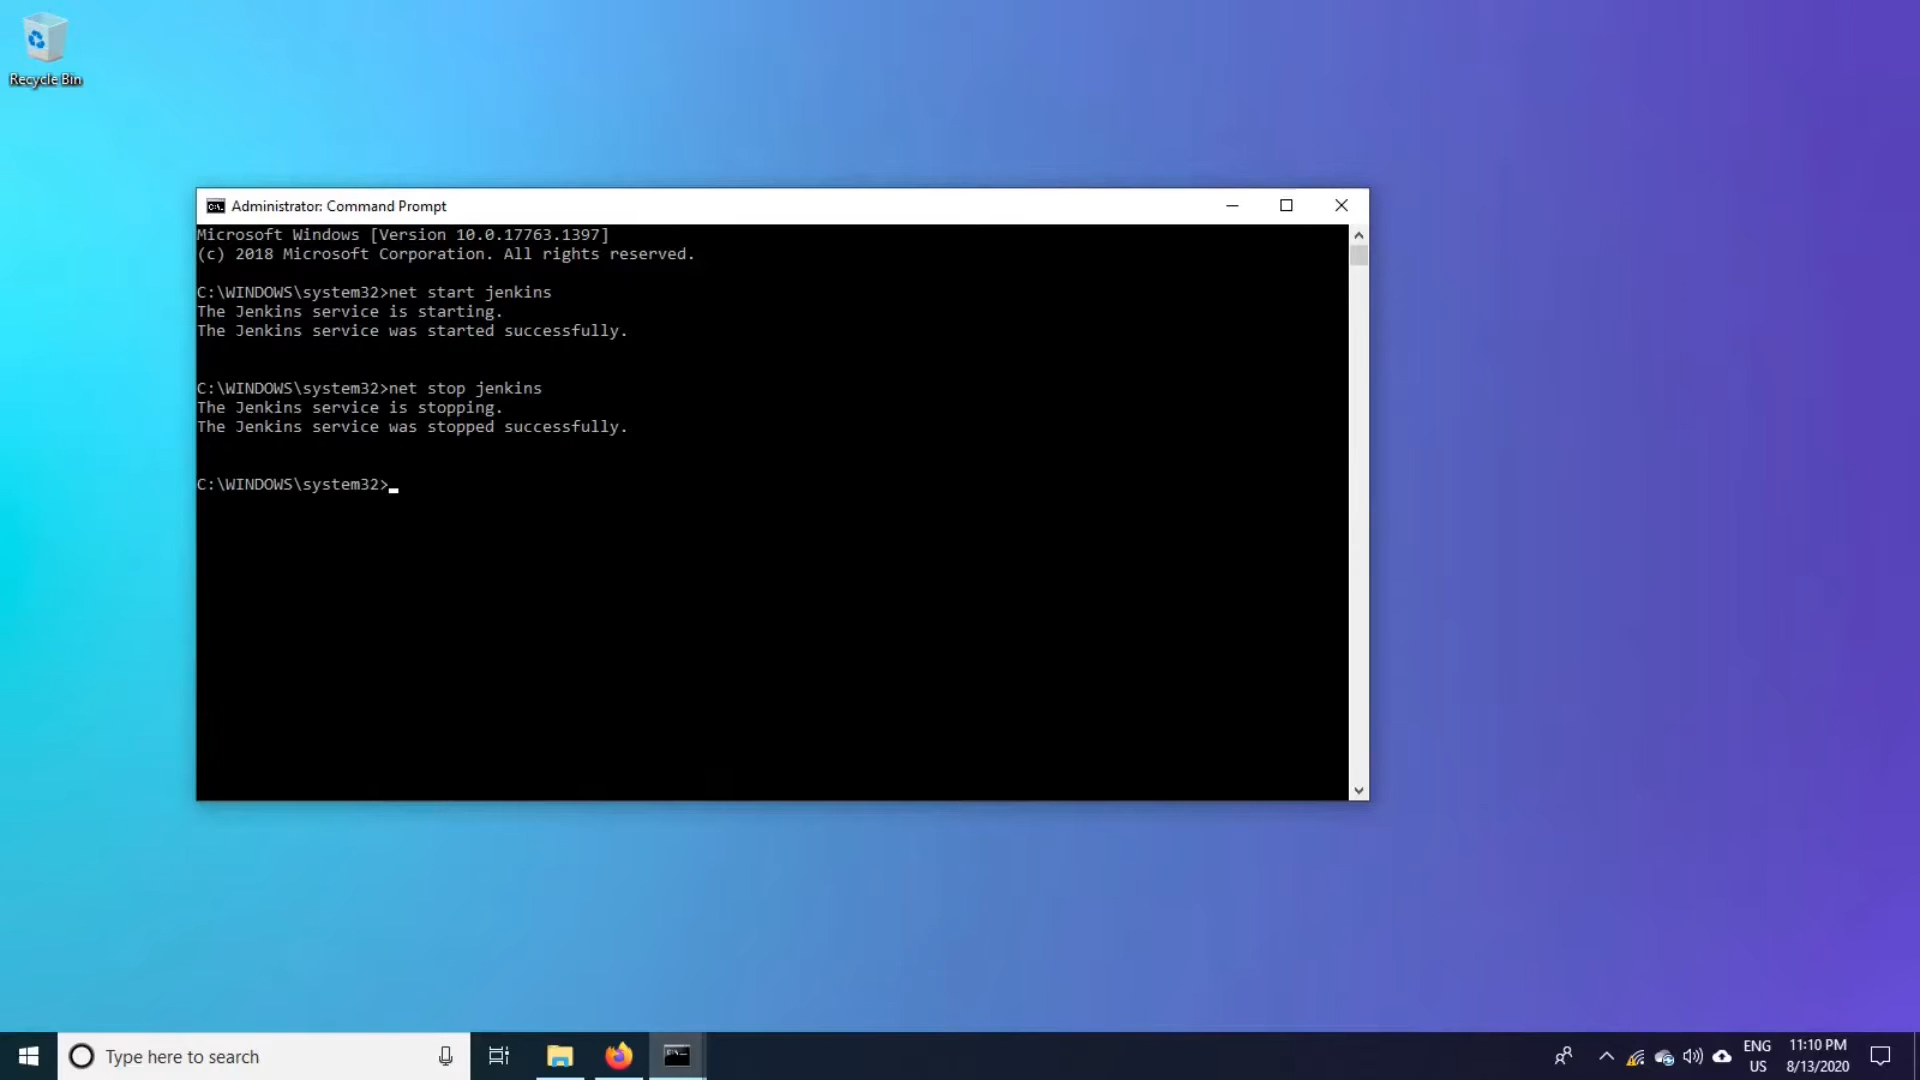 Recycle Bin
Administrator: Command Prompt
Microsoft Windows [Version 10.0.17763.1397]
(c) 2018 Microsoft Corporation. All rights reserved.
C:\WINDOWS\system32>net start jenkins
The Jenkins service is starting.
The Jenkins service was started successfully.
C:\WINDOWS\system32>net stop jenkins
The Jenkins service is stopping.
The Jenkins service was stopped successfully.
C:\WINDOWS\system32>
Type here to search
ENG
US
11:10 PM
8/13/2020